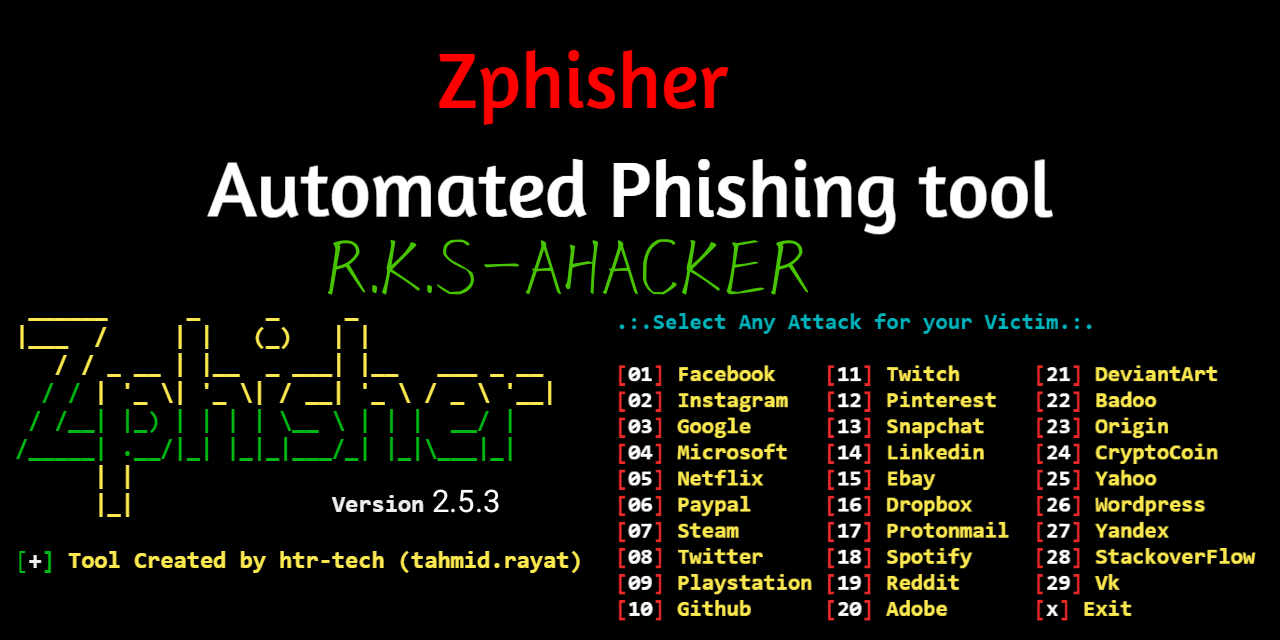 Zphisher
Automated Phishing tool
R.K.S-AHACKER
Zphisher
Version 2.5.3
[+] Tool Created by htr-tech (tahmid.rayat)
.:.Select Any Attack for your Victim.:.
[01] Facebook [11] Twitch [21] DeviantArt
[02] Instagram [12] Pinterest [22] Badoo
[03] Google [13] Snapchat [23] Origin
[04] Microsoft [14] Linkedin [24] CryptoCoin
[05] Netflix [15] Ebay [25] Yahoo
[06] Paypal [16] Dropbox [26] Wordpress
[07] Steam [17] Protonmail [27] Yandex
[08] Twitter [18] Spotify [28] StackoverFlow
[09] Playstation [19] Reddit [29] Vk
[10] Github [20] Adobe [x] Exit